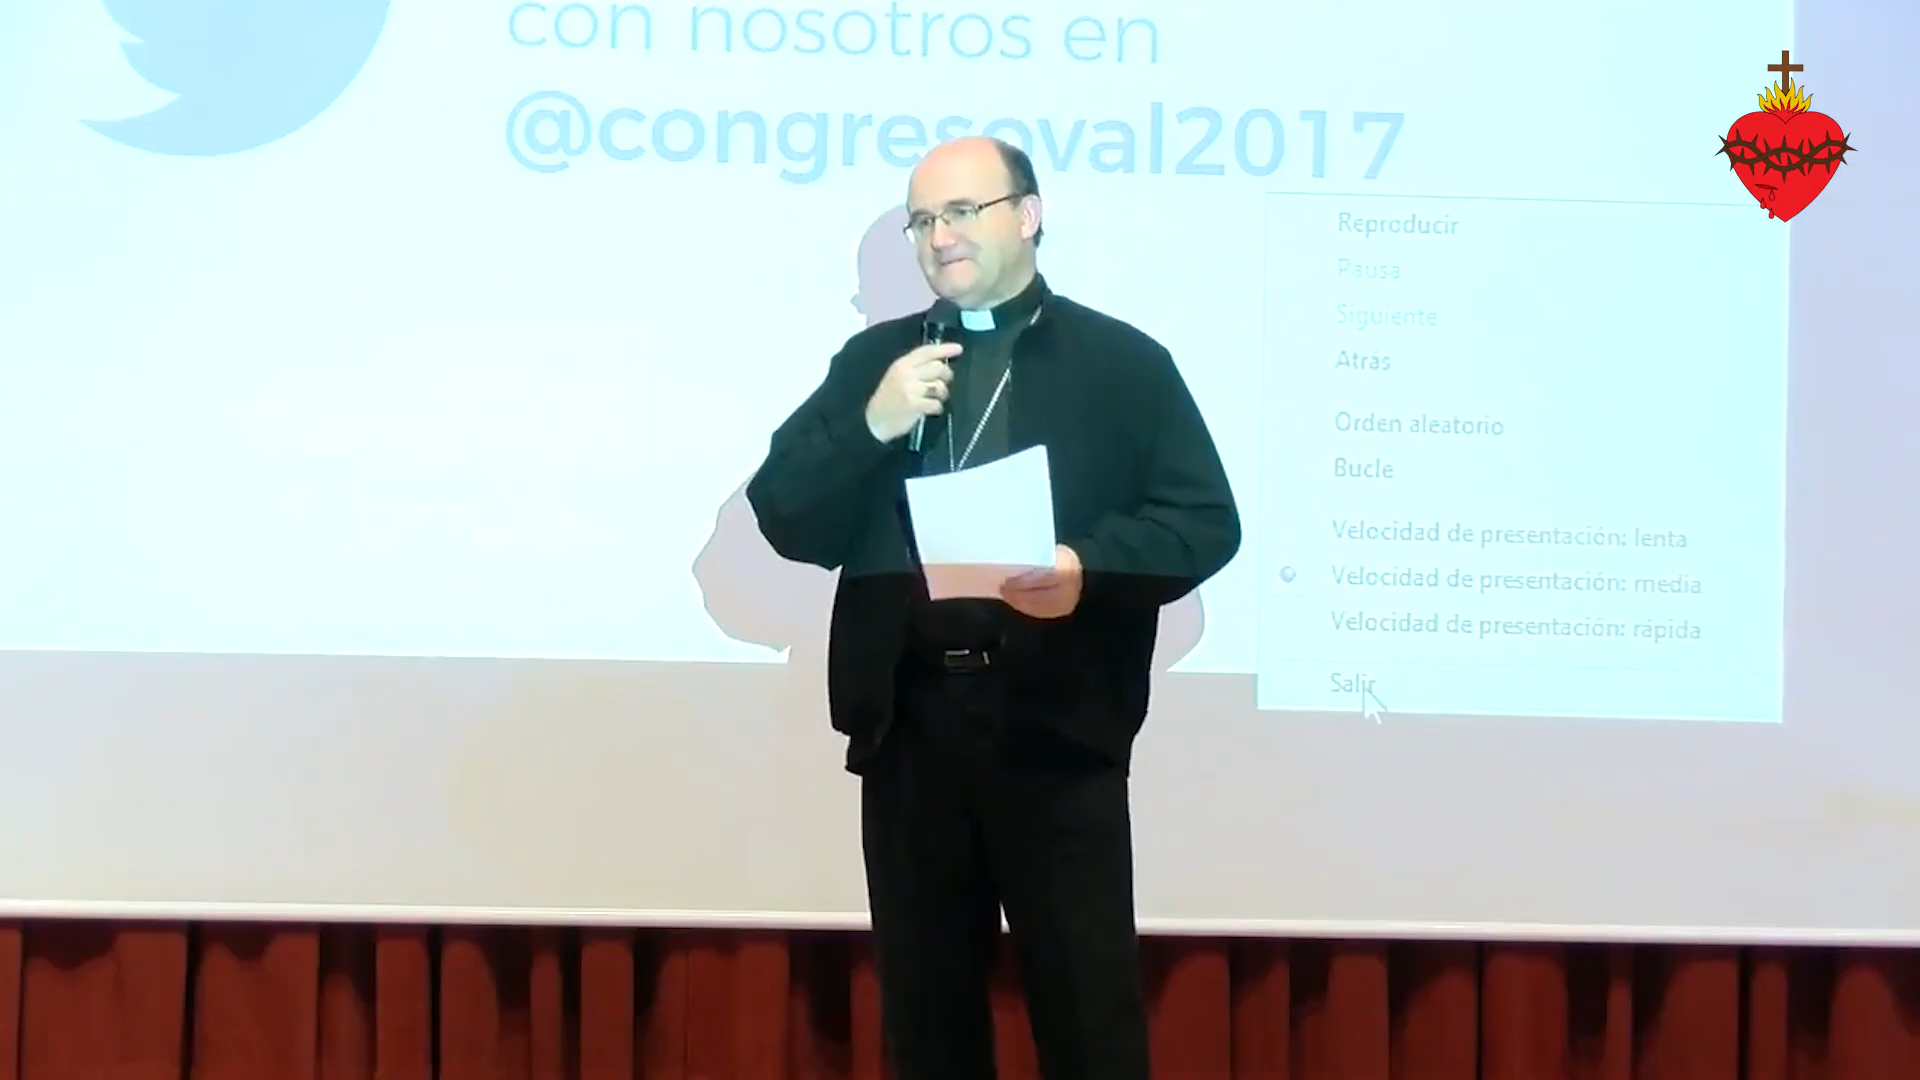 con nosotros en
@congresoval2017
Reproducir
Pausa
Siguiente
Atrás
Orden aleatorio
Bucle
Velocidad de presentación: lenta
Velocidad de presentación: media
Velocidad de presentación: rápida
Salir